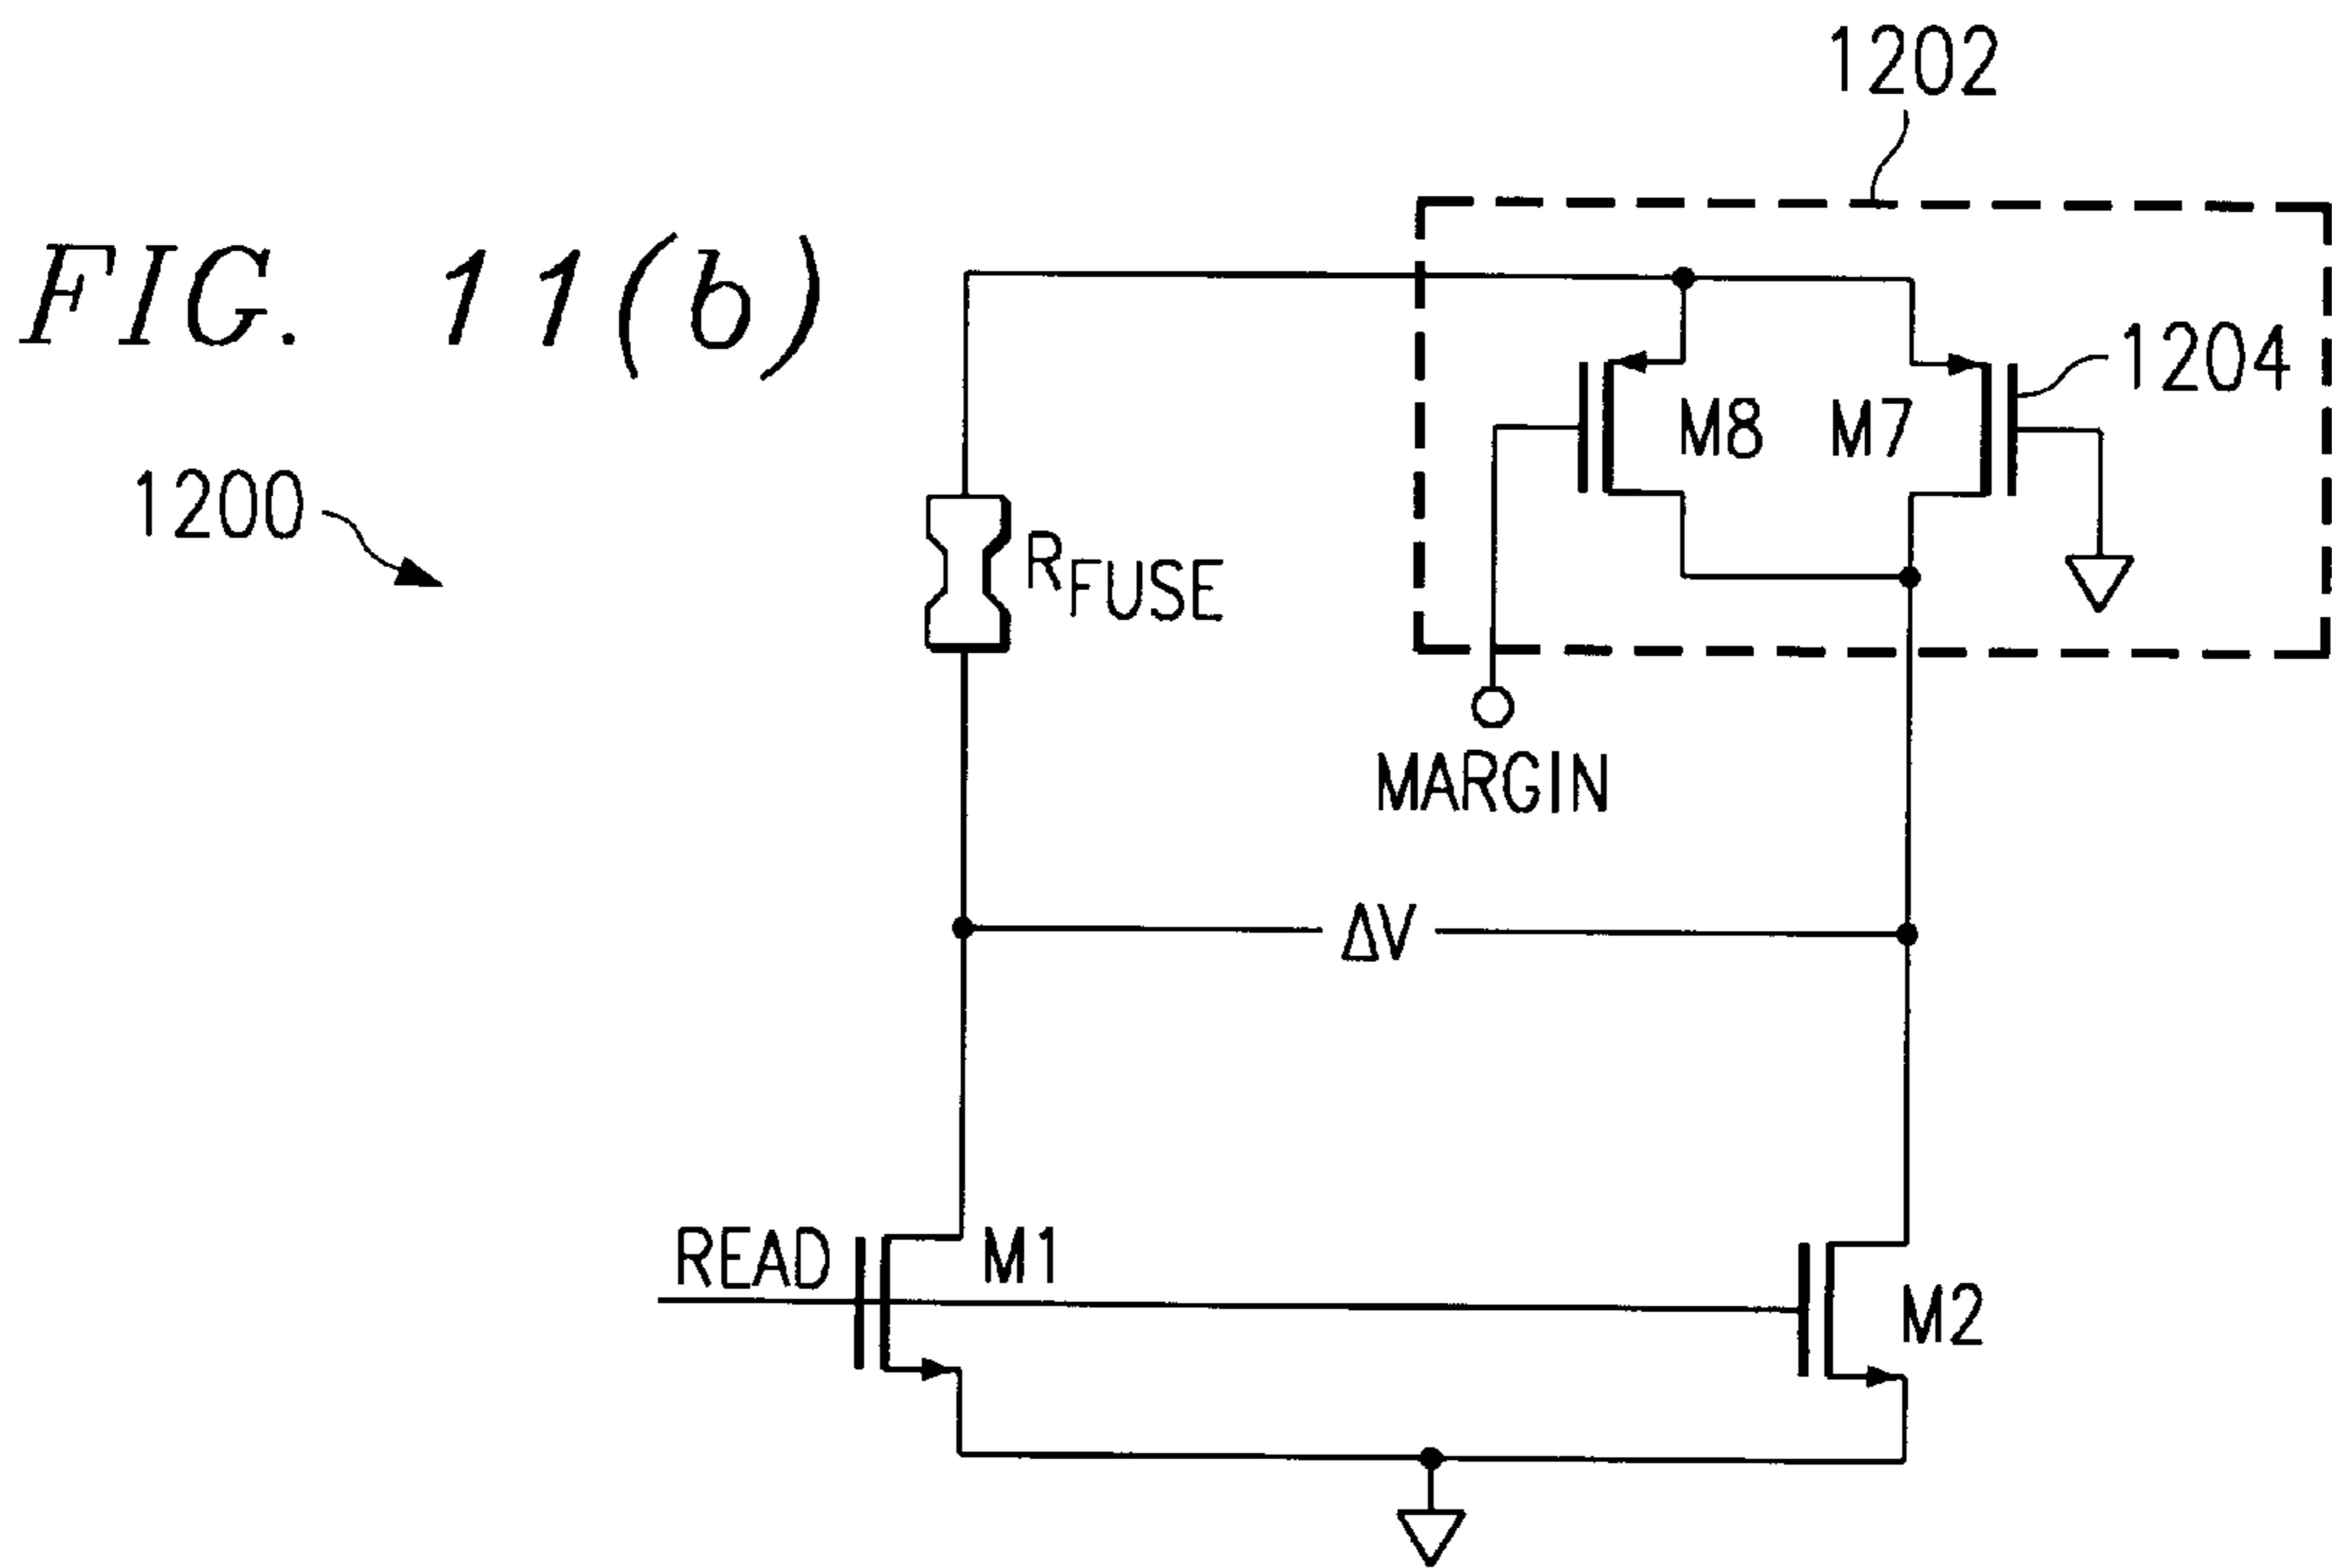 1202
FIG. 11(b)
1204
M8 M7
1200
RFUSE
MARGIN
ΔV
READ M1
M2